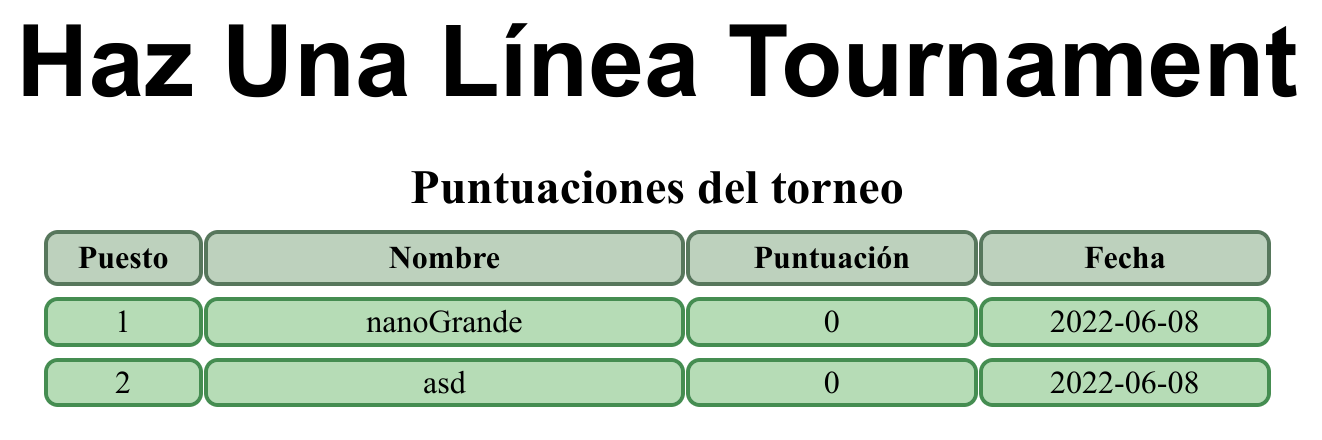 Haz Una Línea Tournament
Puntuaciones del torneo
Puesto Nombre Puntuación Fecha
1 nanoGrande 0 2022-06-08
2 asd 0 2022-06-08